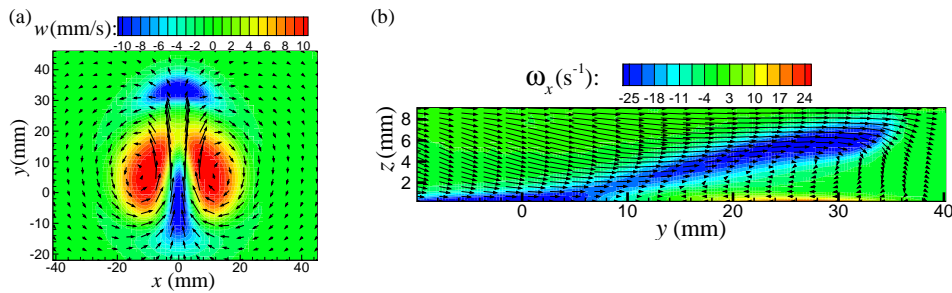 (a)
w(mm/s):
-10 -8 -6 -4 -2 0 2 4 6 8 10
y(mm)
40
30
20
10
0
-10
-20
-40 -20 0 20 40
x (mm)
(b)
ωx(s-1):
-25 -18 -11 -4 3 10 17 24
z (mm)
8
6
4
2
0 10 20 30 40
y (mm)